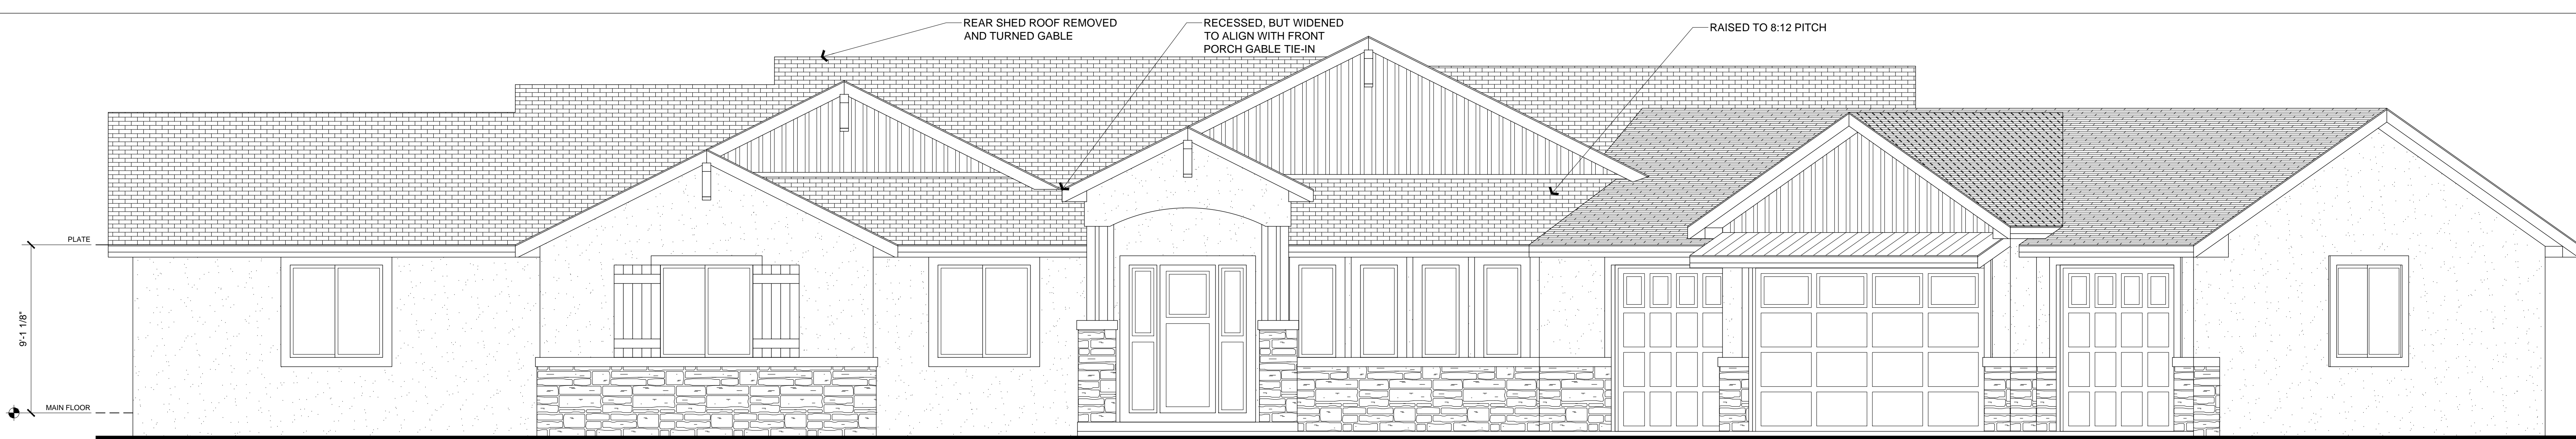 REAR SHED ROOF REMOVED
AND TURNED GABLE
RECESSED, BUT WIDENED
TO ALIGN WITH FRONT
PORCH GABLE TIE-IN
RAISED TO 8:12 PITCH
PLATE
9'-1 1/8"
MAIN FLOOR